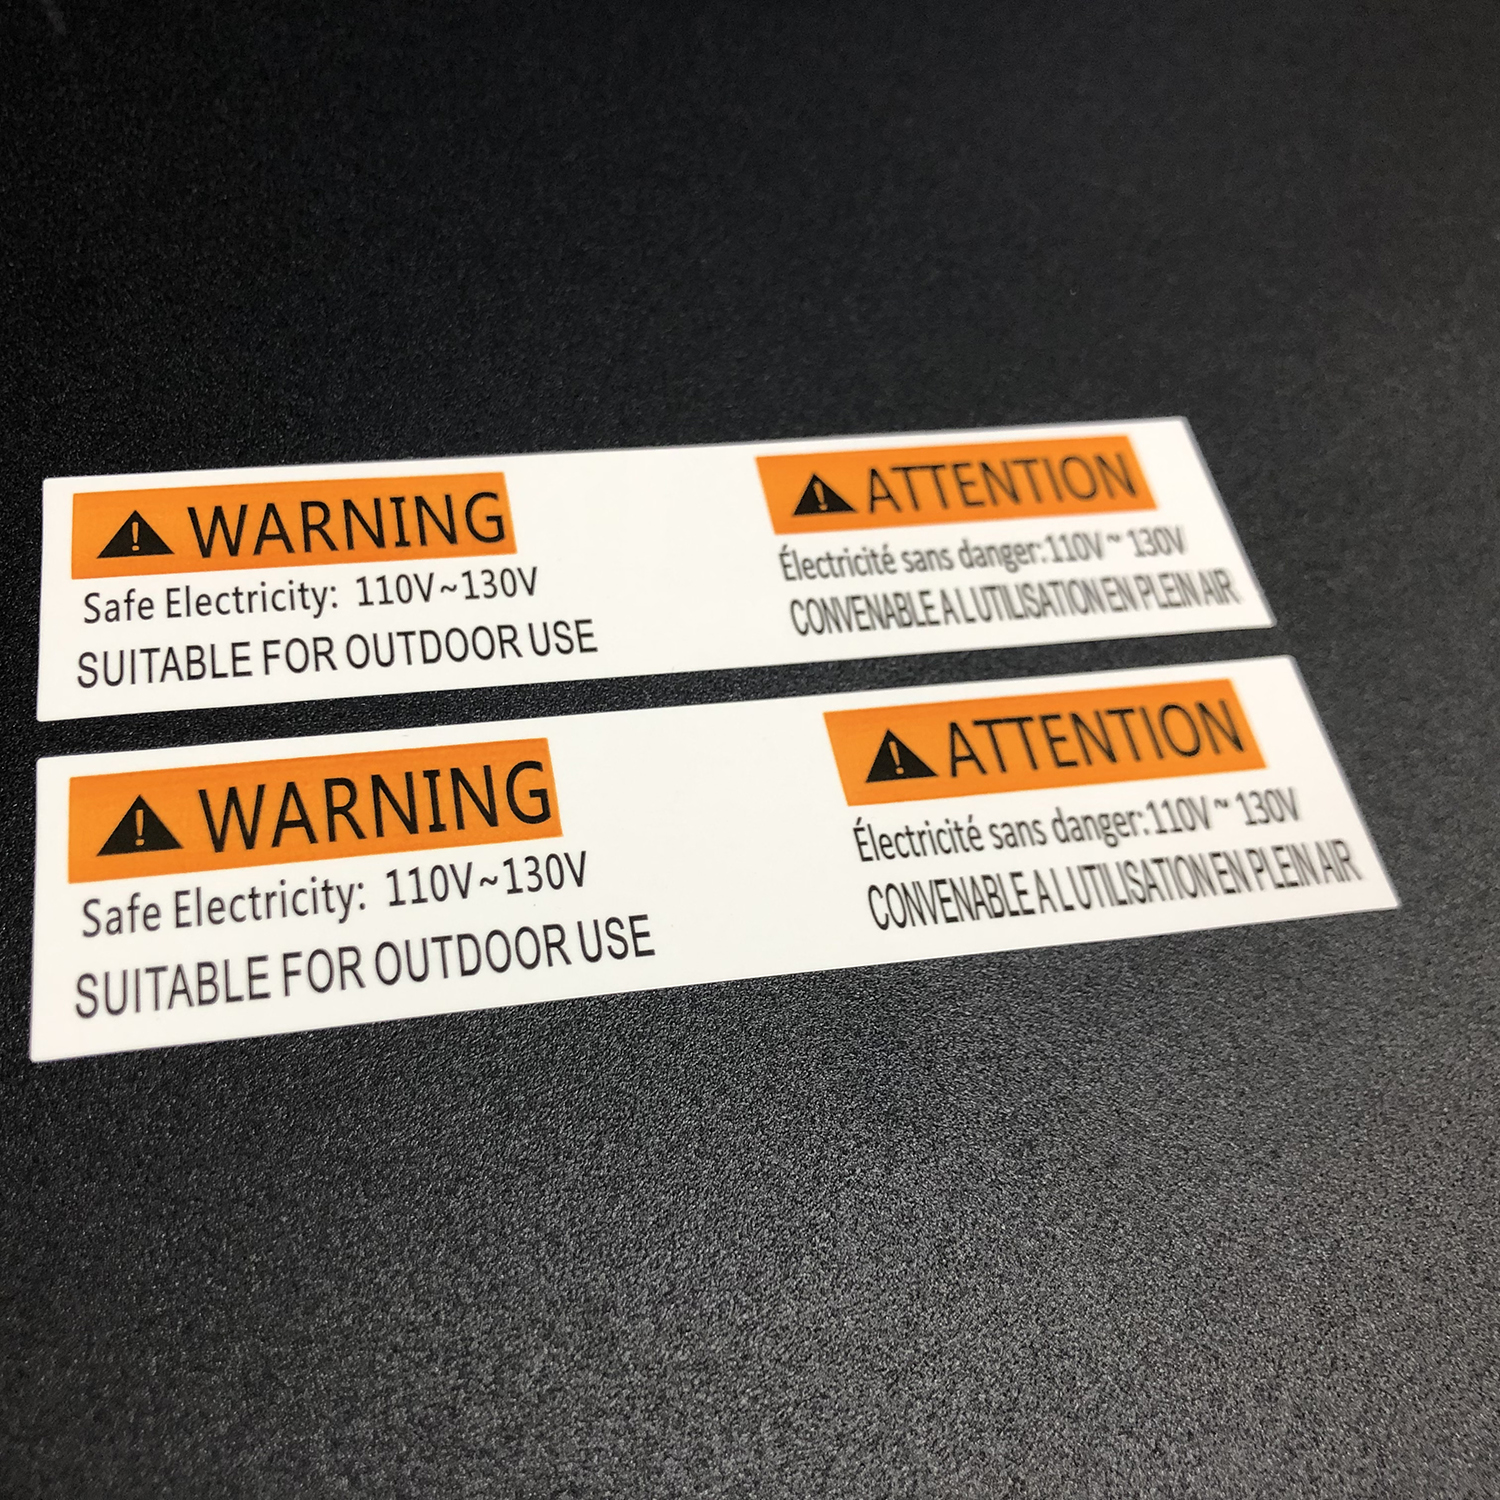 WARNING
Safe Electricity: 110V~130V
SUITABLE FOR OUTDOOR USE
ATTENTION
Électricité sans danger:110V ~ 130V
CONVENABLE A L UTILISATION EN PLEIN AIR
WARNING
Safe Electricity: 110V~130V
SUITABLE FOR OUTDOOR USE
ATTENTION
Électricité sans danger:110V ~ 130V
CONVENABLE A L UTILISATION EN PLEIN AIR